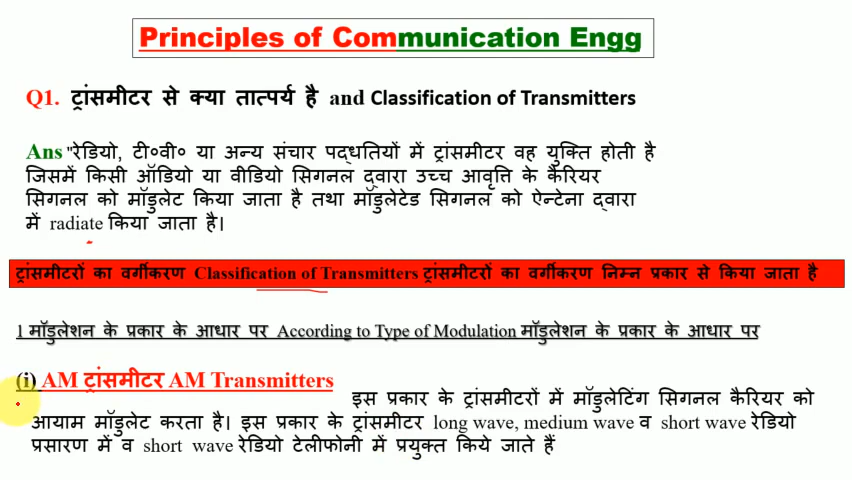 Principles of Communication Engg
Q1. ट्रांसमीटर से क्या तात्पर्य है and Classification of Transmitters
Ans "रेडियो, टी०वी० या अन्य संचार पद्धतियों में ट्रांसमीटर वह युक्ति होती है
जिसमें किसी ऑडियो या वीडियो सिगनल द्वारा उच्च आवृत्ति के कैरियर
सिगनल को मॉडुलेट किया जाता है तथा मॉडुलेटेड सिगनल को ऐन्टेना द्वारा
में radiate किया जाता है।
ट्रांसमीटरों का वर्गीकरण Classification of Transmitters ट्रांसमीटरों का वर्गीकरण निम्न प्रकार से किया जाता है
1 मॉडुलेशन के प्रकार के आधार पर According to Type of Modulation मॉडुलेशन के प्रकार के आधार पर
(i) AM ट्रांसमीटर AM Transmitters
इस प्रकार के ट्रांसमीटरों में मॉडुलेटिंग सिगनल कैरियर को
आयाम मॉडुलेट करता है। इस प्रकार के ट्रांसमीटर long wave, medium wave व short wave रेडियो
प्रसारण में व short wave रेडियो टेलीफोनी में प्रयुक्त किये जाते हैं